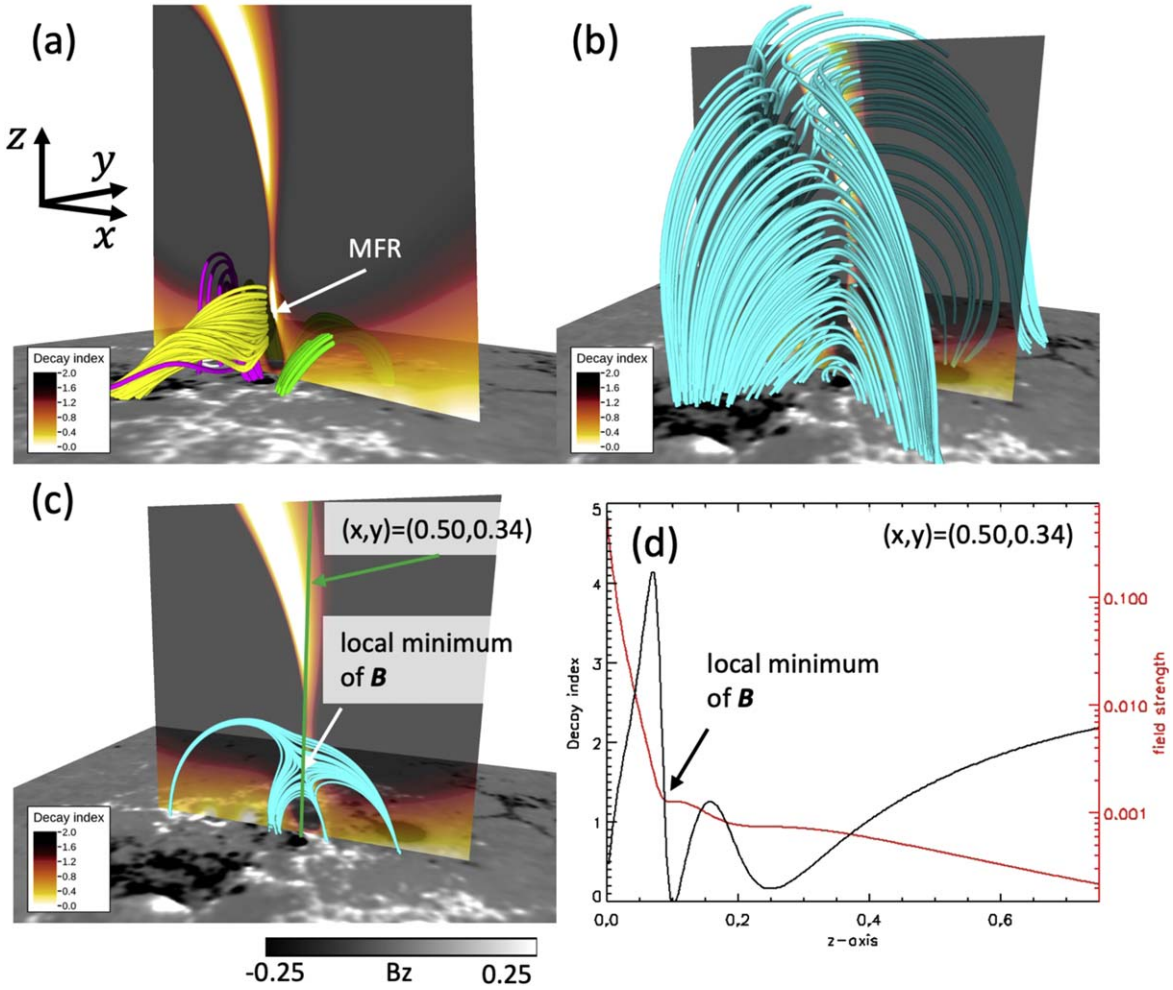 (a)
z
y
x
MFR
Decay index
2.0
1.6
1.2
0.8
0.4
0.0
(b)
Decay index
2.0
1.6
1.2
0.8
0.4
0.0
(c)
(x,y)=(0.50,0.34)
local minimum
of B
Decay index
2.0
1.6
1.2
0.8
0.4
0.0
-0.25 Bz 0.25
(d)
(x,y)=(0.50,0.34)
local minimum
of B
Decay index
5
4
3
2
1
0
0.0 0.2 0.4 0.6
z-axis
0.100
0.010
0.001
field strength